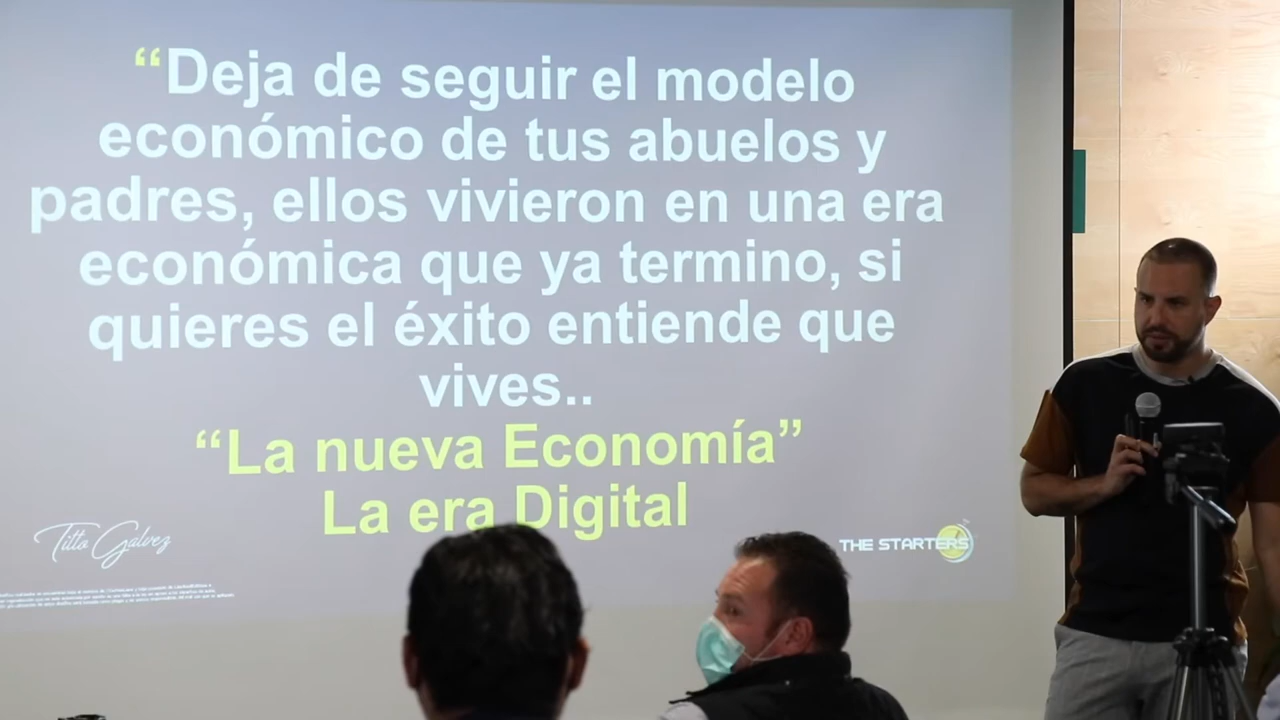 “Deja de seguir el modelo
económico de tus abuelos y
padres, ellos vivieron en una era
económica que ya termino, si
quieres el éxito entiende que
vives..
“La nueva Economía”
La era Digital
Titto Galvez
THE STARTERS